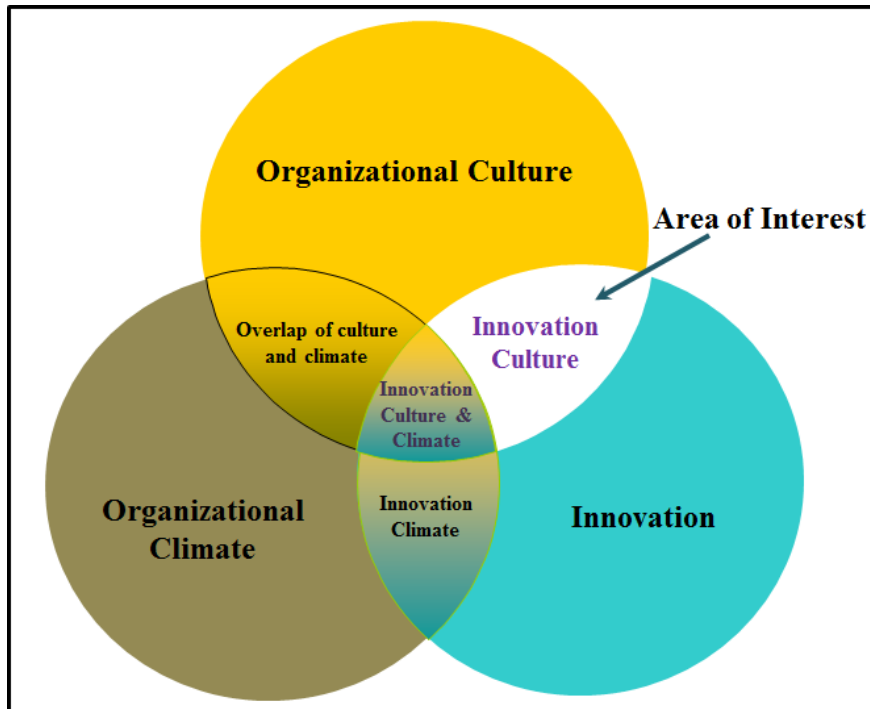 Organizational Culture
Area of Interest
Overlap of culture
and climate
Innovation
Culture
Innovation
Culture &
Climate
Organizational
Climate
Innovation
Climate
Innovation